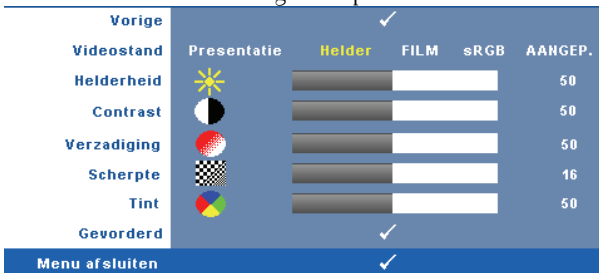 Vorige
Videostand Presentatie Helder FILM sRGB AANGEP.
Helderheid 50
Contrast 50
Verzadiging 50
Scherpte 16
Tint 50
Gevorderd
Menu afsluiten